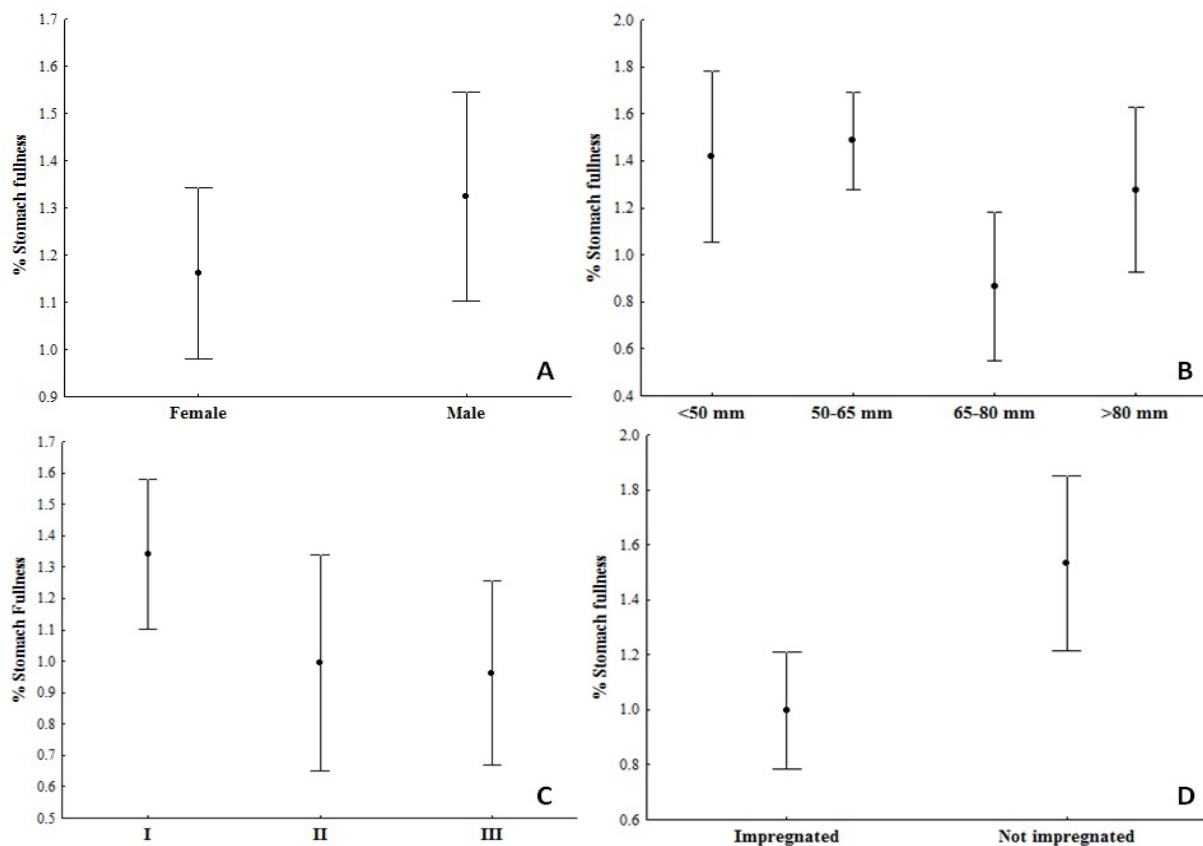 1.7
1.6
1.5
1.4
1.3
1.2
1.1
1.0
0.9
% Stomach fullness
Female
Male
A
2.0
1.8
1.6
1.4
1.2
1.0
0.8
0.6
0.4
% Stomach fullness
<50 mm
50-65 mm
65-80 mm
>80 mm
B
1.7
1.6
1.5
1.4
1.3
1.2
1.1
1.0
0.9
0.8
0.7
0.6
0.5
% Stomach Fullness
I
II
III
C
2.0
1.8
1.6
1.4
1.2
1.0
0.8
0.6
% Stomach fullness
Impregnated
Not impregnated
D